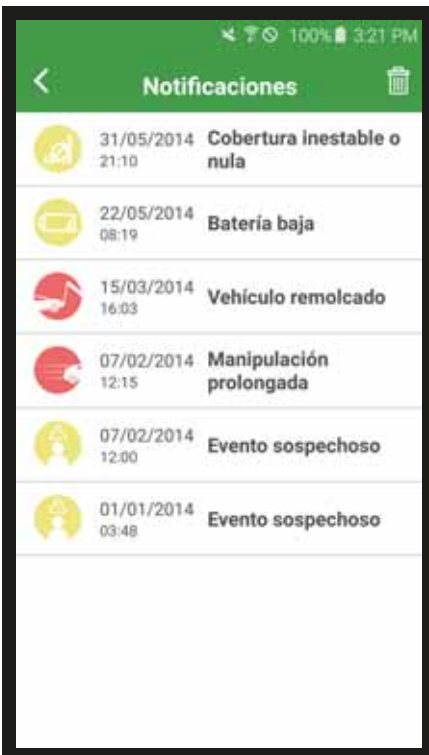 100% 3:21 PM
Notificaciones
31/05/2014 Cobertura inestable o
21:10 nula
22/05/2014 Batería baja
08:19
15/03/2014 Vehículo remolcado
16:03
07/02/2014 Manipulación
12:15 prolongada
07/02/2014 Evento sospechoso
12:00
01/01/2014 Evento sospechoso
03:48